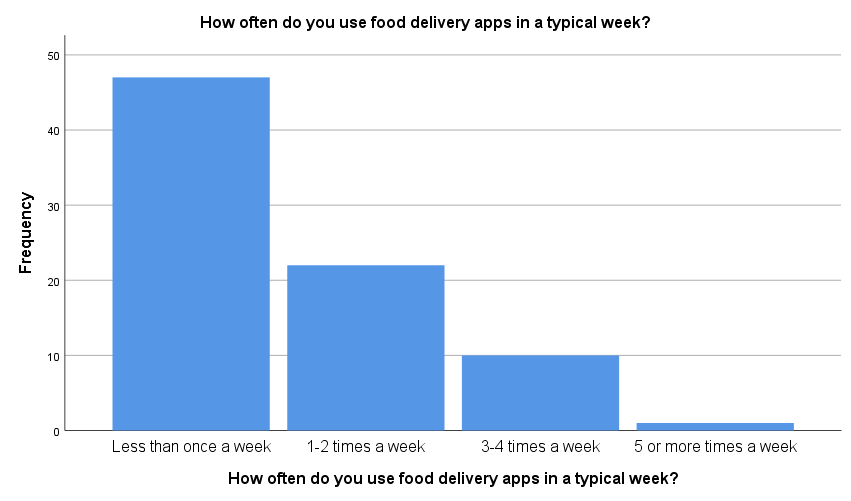 How often do you use food delivery apps in a typical week?
50
40
30
20
10
0
Frequency
Less than once a week
1-2 times a week
3-4 times a week
5 or more times a week
How often do you use food delivery apps in a typical week?